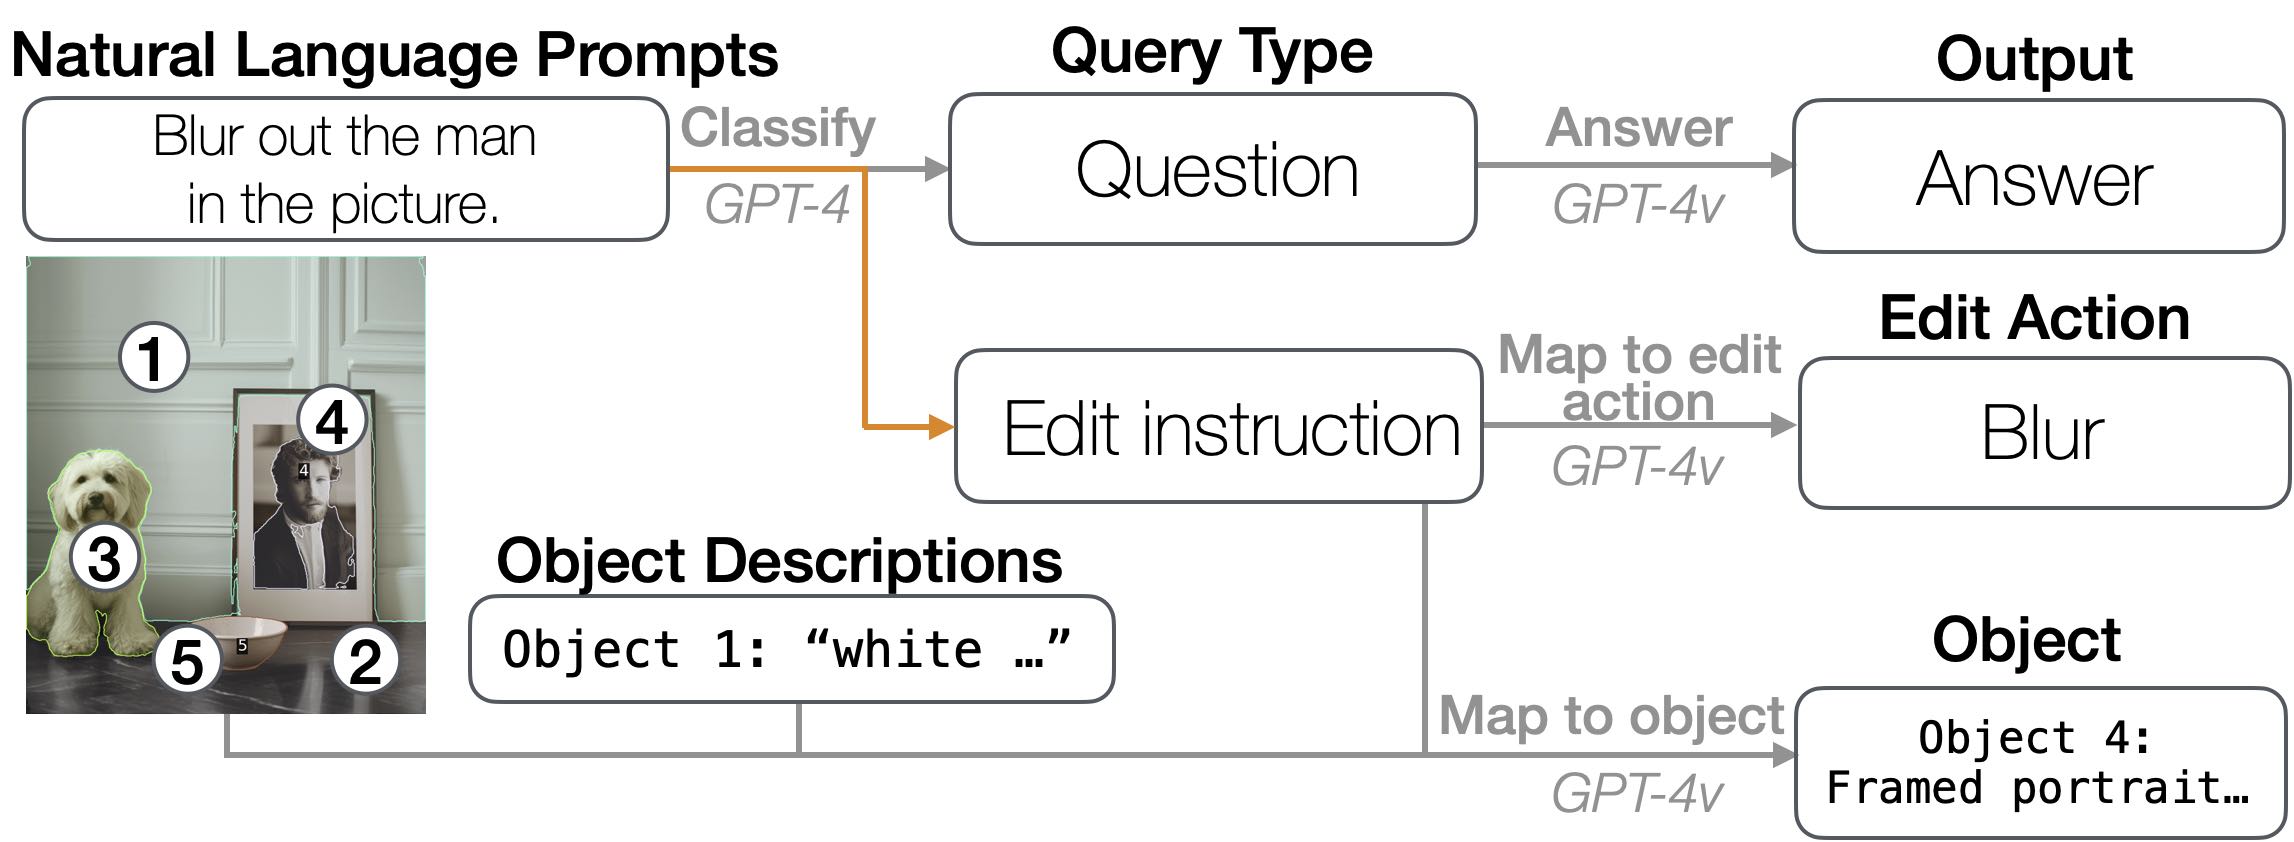 Natural Language Prompts
Blur out the man
in the picture.
Classify
GPT-4
Query Type
Question
Answer
GPT-4v
Output
Answer
1
4
4
3
5
5
2
Edit instruction
Map to edit
action
GPT-4v
Edit Action
Blur
Object Descriptions
Object 1: “white …”
Map to object
GPT-4v
Object
Object 4:
Framed portrait…